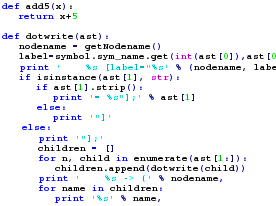 def add5(x):
    return x+5

def dotwrite(ast):
    nodename = getNodename()
    label=symbol.sym_name.get(int(ast[0]),ast[0
    print '    %s [label="%s' % (nodename, labe
    if isinstance(ast[1], str):
        if ast[1].strip():
            print '= %s"];' % ast[1]
        else:
            print '"]'
    else:
        print '"];'
        children = []
        for n, child in enumerate(ast[1:]):
            children.append(dotwrite(child))
        print '    %s -> {' % nodename,
        for name in children:
            print '%s' % name,